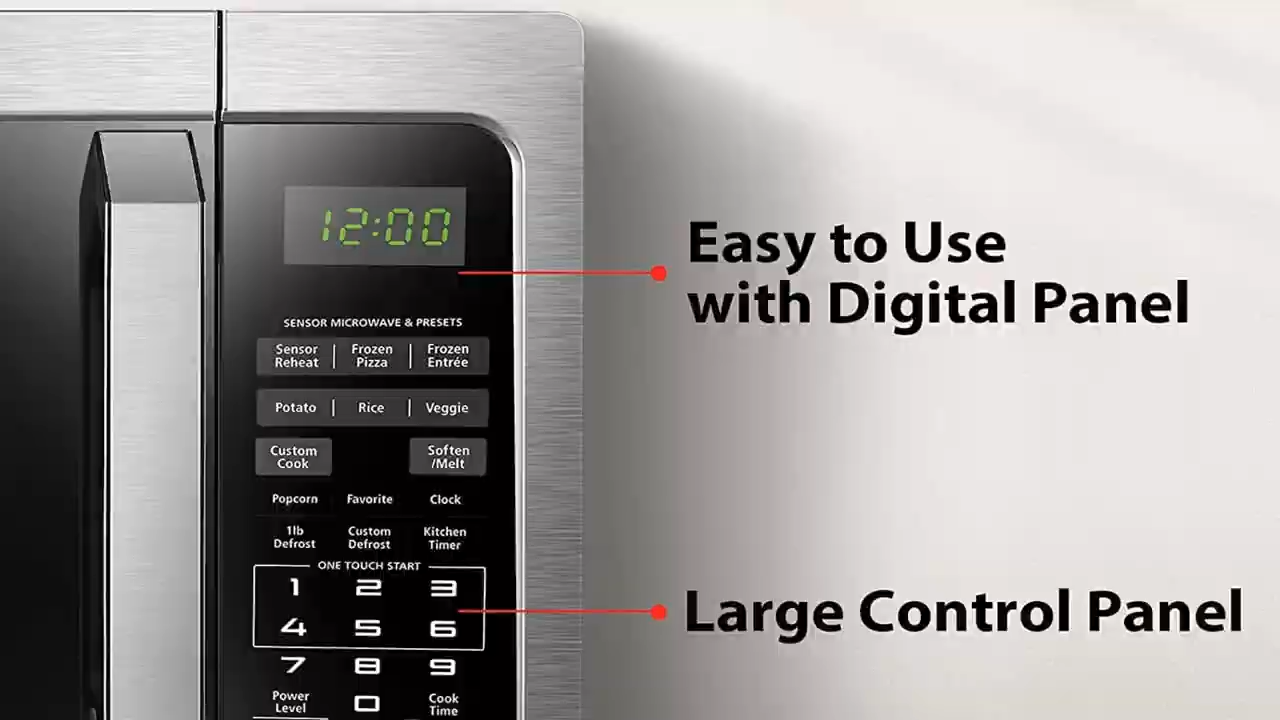 12:00
Easy to Use
with Digital Panel
SENSOR MICROWAVE & PRESETS
Sensor Reheat | Frozen Pizza | Frozen Entrée
Potato | Rice | Veggie
Custom Cook
Soften /Melt
Popcorn Favorite Clock
1lb Defrost Custom Defrost Kitchen Timer
ONE TOUCH START
1 2 3
Large Control Panel
4 5 6
7 8 9
Power Level 0 Cook Time